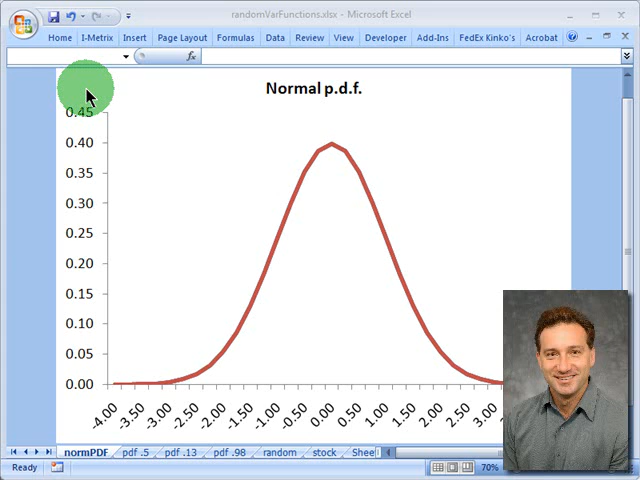 randomVarFunctions.xlsx - Microsoft Excel
Home I-Metrix Insert Page Layout Formulas Data Review View Developer Add-Ins FedEx Kinko's Acrobat
fx
Normal p.d.f.
0.45
0.40
0.35
0.30
0.25
0.20
0.15
0.10
0.05
0.00
-4.00 -3.50 -3.00 -2.50 -2.00 -1.50 -1.00 -0.50 0.00 0.50 1.00 1.50 2.00 2.50 3.00
normPDF pdf .5 pdf .13 pdf .98 random stock Sheel
Ready 70%